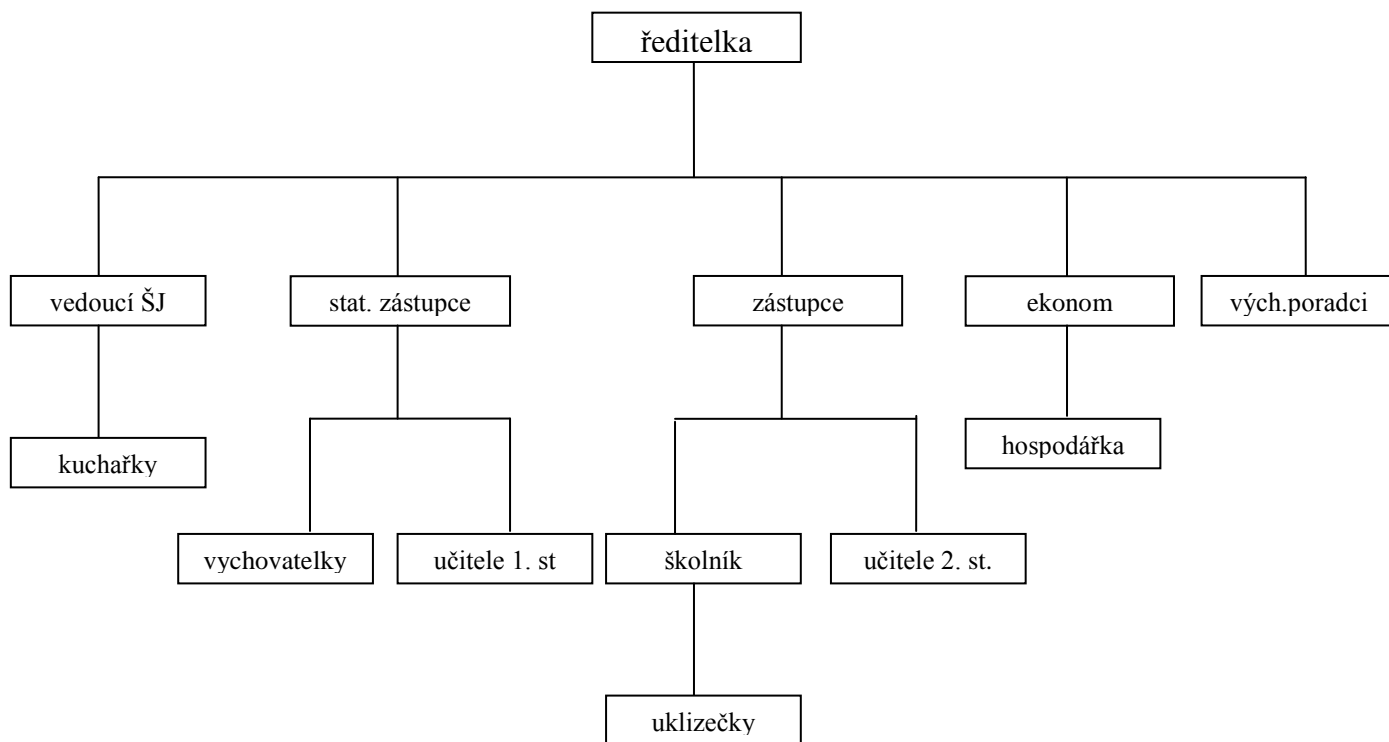 ředitelka
vedoucí ŠJ
stat. zástupce
zástupce
ekonom
vých.poradci
kuchařky
hospodářka
vychovatelky
učitele 1. st
školník
učitele 2. st.
uklizečky